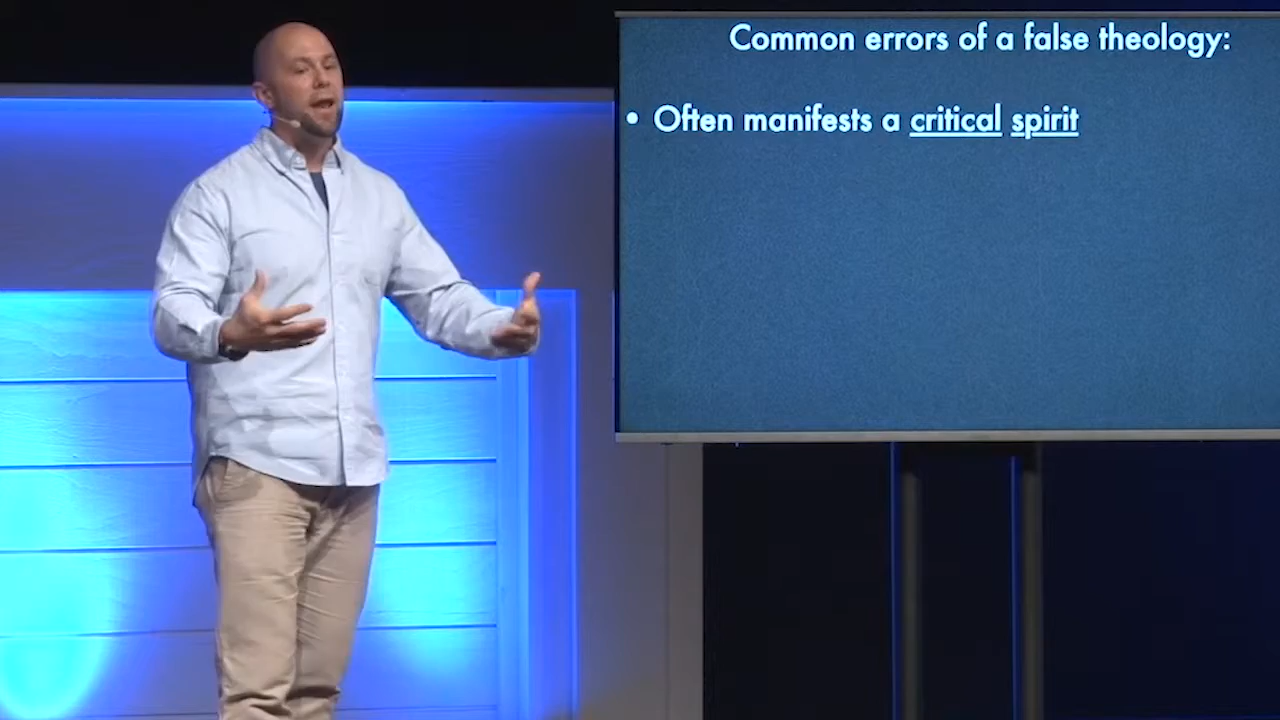 Common errors of a false theology:
• Often manifests a critical spirit